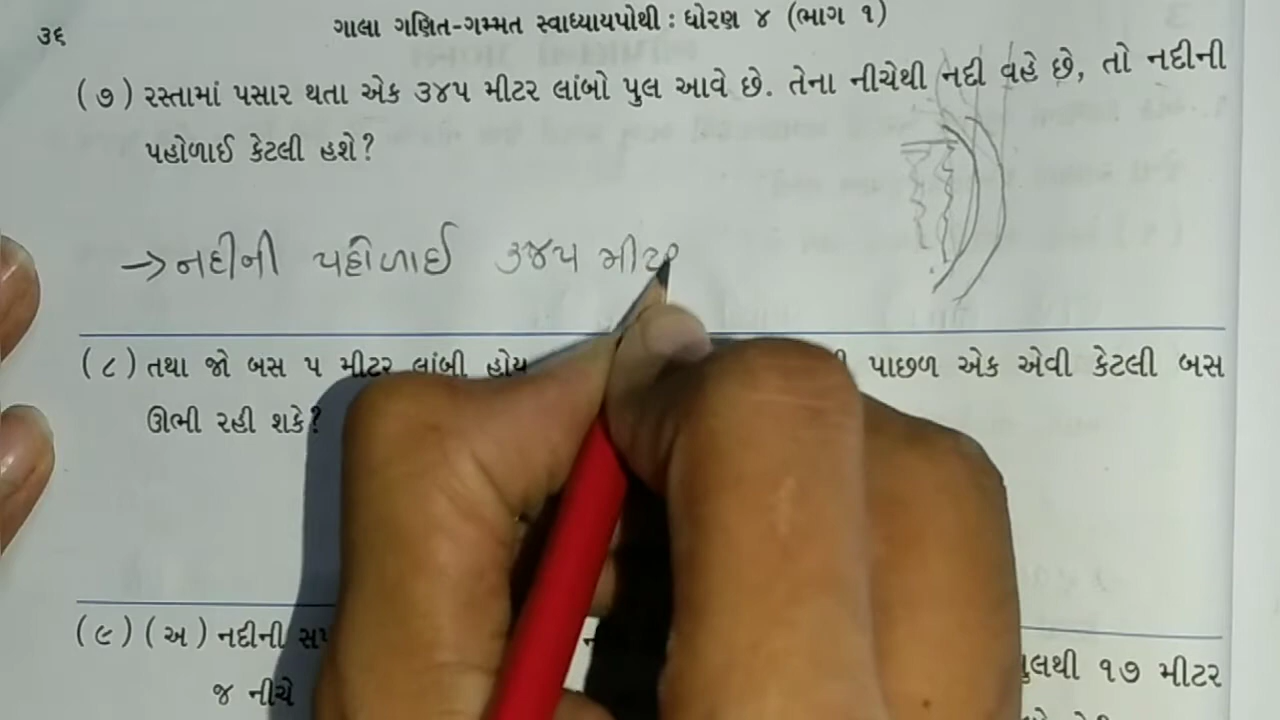 ૩૬
ગાલા ગણિત-ગમ્મત સ્વાધ્યાયપોથી : ધોરણ ૪ (ભાગ ૧)
(૭) રસ્તામાં પસાર થતા એક ૩૪૫ મીટર લાંબો પુલ આવે છે. તેના નીચેથી નદી વહે છે, તો નદીની
પહોળાઈ કેટલી હશે?
→ નદીની પહોળાઈ ૩૪૫ મીટર
(૮) તથા જો બસ ૫ મીટર લાંબી હોય પાછળ એક એવી કેટલી બસ
ઊભી રહી શકે?
(૯) (અ) નદીની પુલથી ૧૭ મીટર
જ નીચે